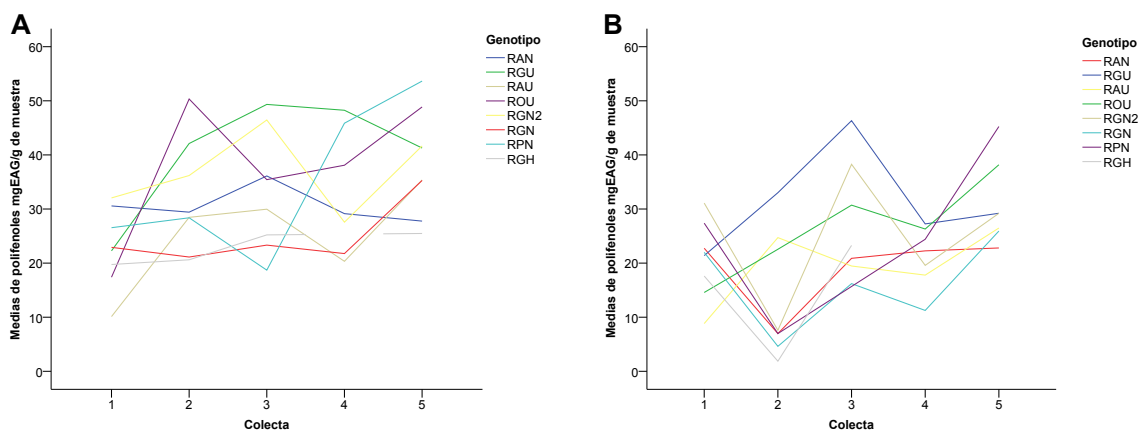 A
Medias de polifenoles mgEAG/g de muestra
60
50
40
30
20
10
0
1 2 3 4 5
Colecta
Genotipo
RAN
RGU
RAU
ROU
RGN2
RGN
RPN
RGH
B
Medias de polifenoles mgEAG/g de muestra
60
50
40
30
20
10
0
1 2 3 4 5
Colecta
Genotipo
RAN
RGU
RAU
ROU
RGN2
RGN
RPN
RGH